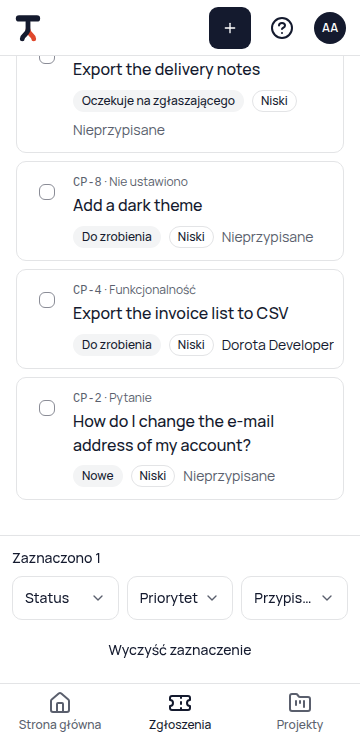 AA
Export the delivery notes
Oczekuje na zgłaszającego Niski
Nieprzypisane
CP-8 · Nie ustawiono
Add a dark theme
Do zrobienia Niski Nieprzypisane
CP-4 · Funkcjonalność
Export the invoice list to CSV
Do zrobienia Niski Dorota Developer
CP-2 · Pytanie
How do I change the e-mail
address of my account?
Nowe Niski Nieprzypisane
Zaznaczono 1
Status Priorytet Przypis...
Wyczyść zaznaczenie
Strona główna Zgłoszenia Projekty